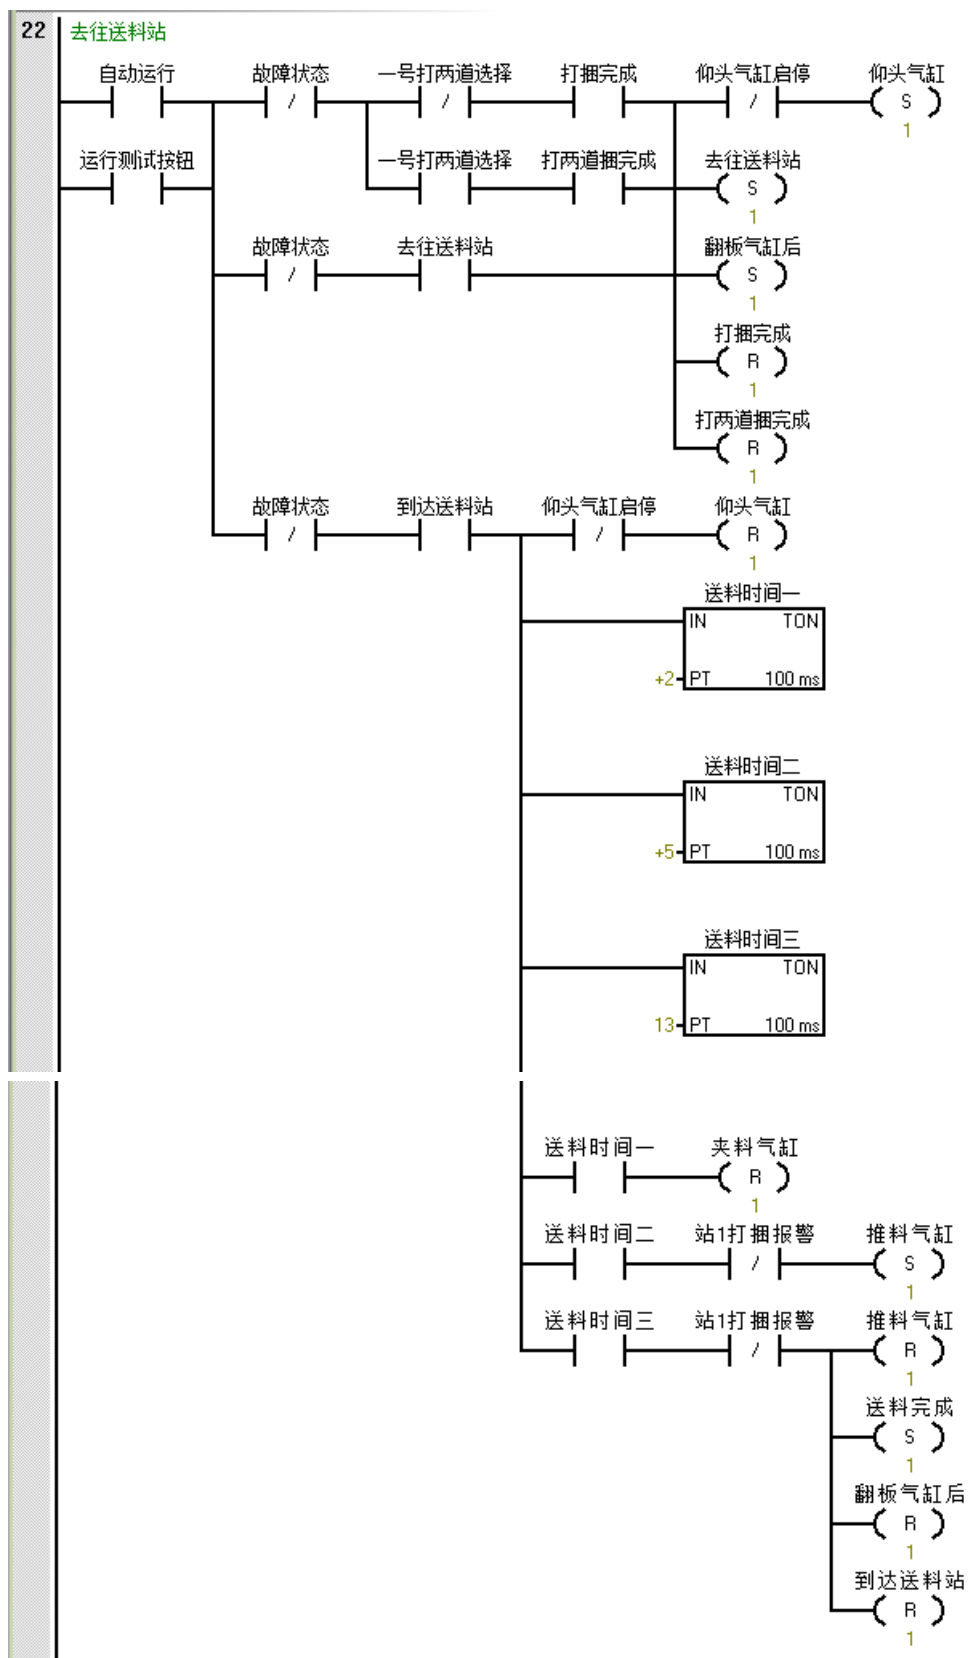 22 去往送料站
自动运行 故障状态 一号打两道选择 打捆完成 仰头气缸启停 仰头气缸
/ / / S
1
运行测试按钮 一号打两道选择 打两道捆完成 去往送料站
S
1
故障状态 去往送料站 翻板气缸后
/ S
1
打捆完成
R
1
打两道捆完成
R
1
故障状态 到达送料站 仰头气缸启停 仰头气缸
/ / R
1
送料时间一
IN TON
+2 PT 100 ms
送料时间二
IN TON
+5 PT 100 ms
送料时间三
IN TON
13 PT 100 ms
送料时间一 夹料气缸
R
1
送料时间二 站1打捆报警 推料气缸
/ S
1
送料时间三 站1打捆报警 推料气缸
/ R
1
送料完成
S
1
翻板气缸后
R
1
到达送料站
R
1